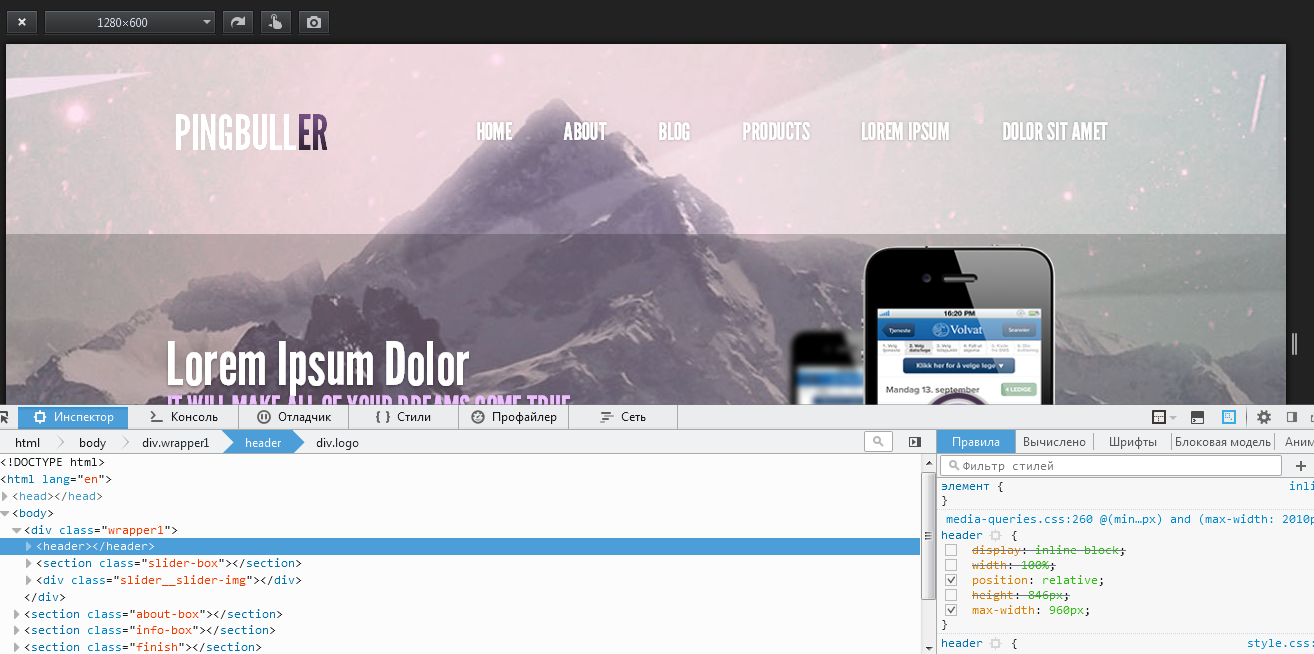 1280×600
PINGBULLER
HOME ABOUT BLOG PRODUCTS LOREM IPSUM DOLOR SIT AMET
16:20 PM
Tjeneste Volvat
Klikk her for å velge lege ▼
Mandag 13. september 4 LEDIGE
Lorem Ipsum Dolor
IT WILL MAKE ALL OF YOUR DREAMS COME TRUE
Инспектор Консоль Отладчик { } Стили Профайлер Сеть
html body div.wrapper1 header div.logo
Правила Вычислено Шрифты Блоковая модель Аним
Фильтр стилей
<!DOCTYPE html>
<html lang="en">
<head></head>
<body>
<div class="wrapper1">
<header></header>
<section class="slider-box"></section>
<div class="slider__slider-img"></div>
</div>
<section class="about-box"></section>
<section class="info-box"></section>
<section class="finish"></section>
элемент { inli
}
media-queries.css:260 @(min…px) and (max-width: 2010p
header {
display: inline-block;
width: 100%;
position: relative;
height: 846px;
max-width: 960px;
}
header { style.css: